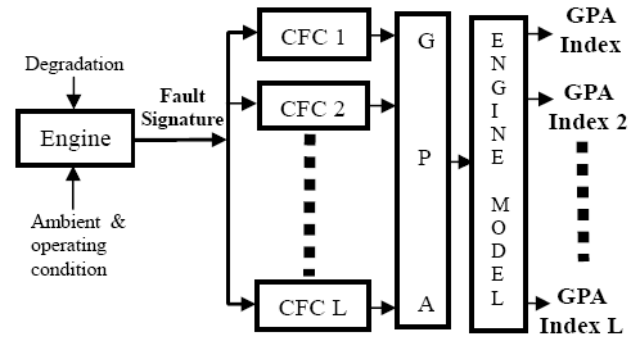 Degradation
Engine
Ambient &
operating
condition
Fault
Signature
CFC 1
CFC 2
CFC L
G
P
A
E
N
G
I
N
E
M
O
D
E
L
GPA
Index
GPA
Index 2
GPA
Index L